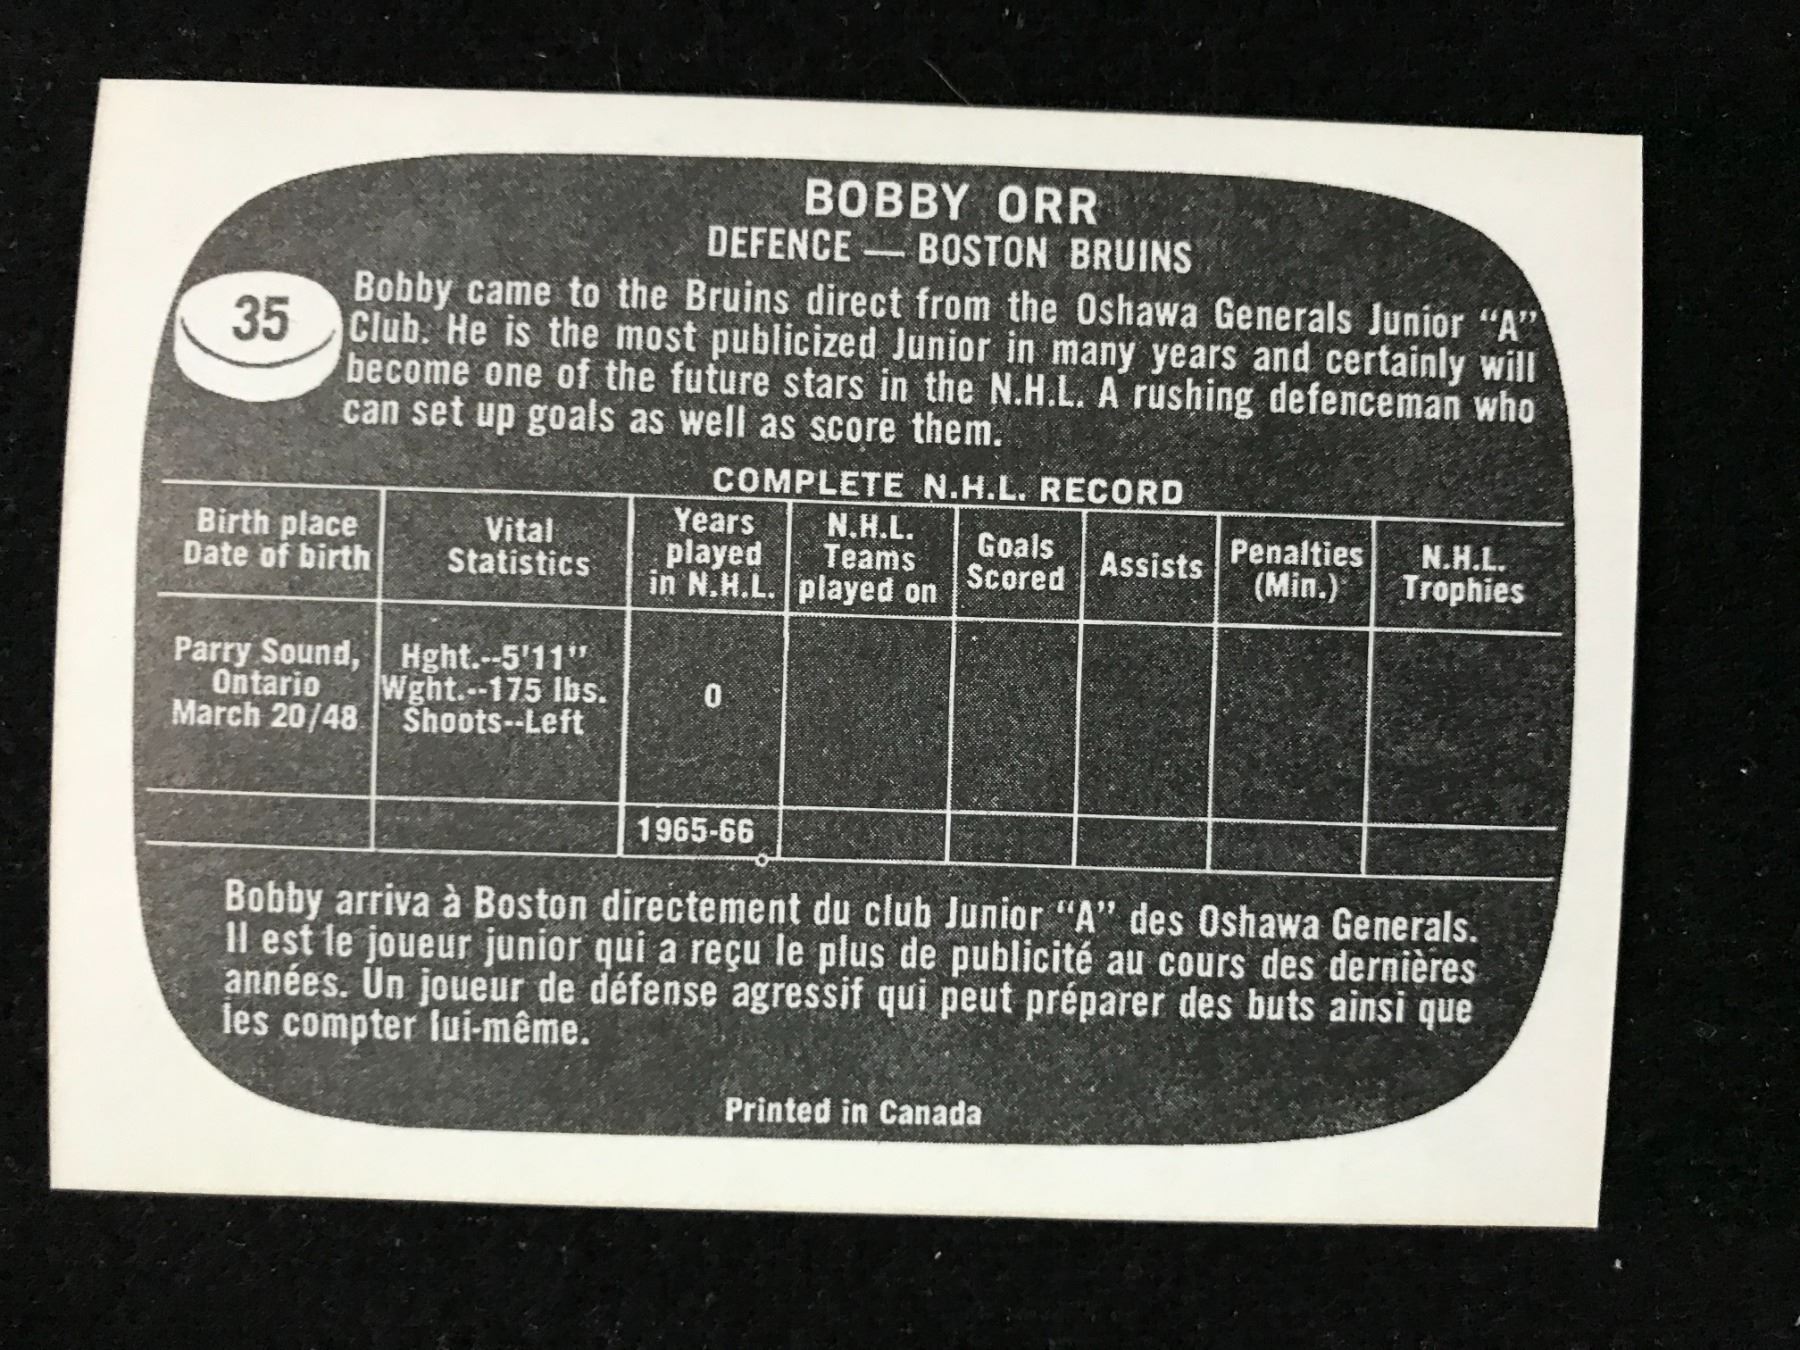 BOBBY ORR
DEFENCE — BOSTON BRUINS
35
Bobby came to the Bruins direct from the Oshawa Generals Junior “A”
Club. He is the most publicized Junior in many years and certainly will
become one of the future stars in the N.H.L. A rushing defenceman who
can set up goals as well as score them.
COMPLETE N.H.L. RECORD
Birth place
Date of birth
Vital
Statistics
Years
played
in N.H.L.
N.H.L.
Teams
played on
Goals
Scored
Assists
Penalties
(Min.)
N.H.L.
Trophies
Parry Sound,
Ontario
March 20/48
Hght.--5'11"
Wght.--175 lbs.
Shoots--Left
0
1965-66
Bobby arriva à Boston directement du club Junior “A” des Oshawa Generals.
Il est le joueur junior qui a reçu le plus de publicité au cours des dernières
années. Un joueur de défense agressif qui peut préparer des buts ainsi que
les compter lui-même.
Printed in Canada